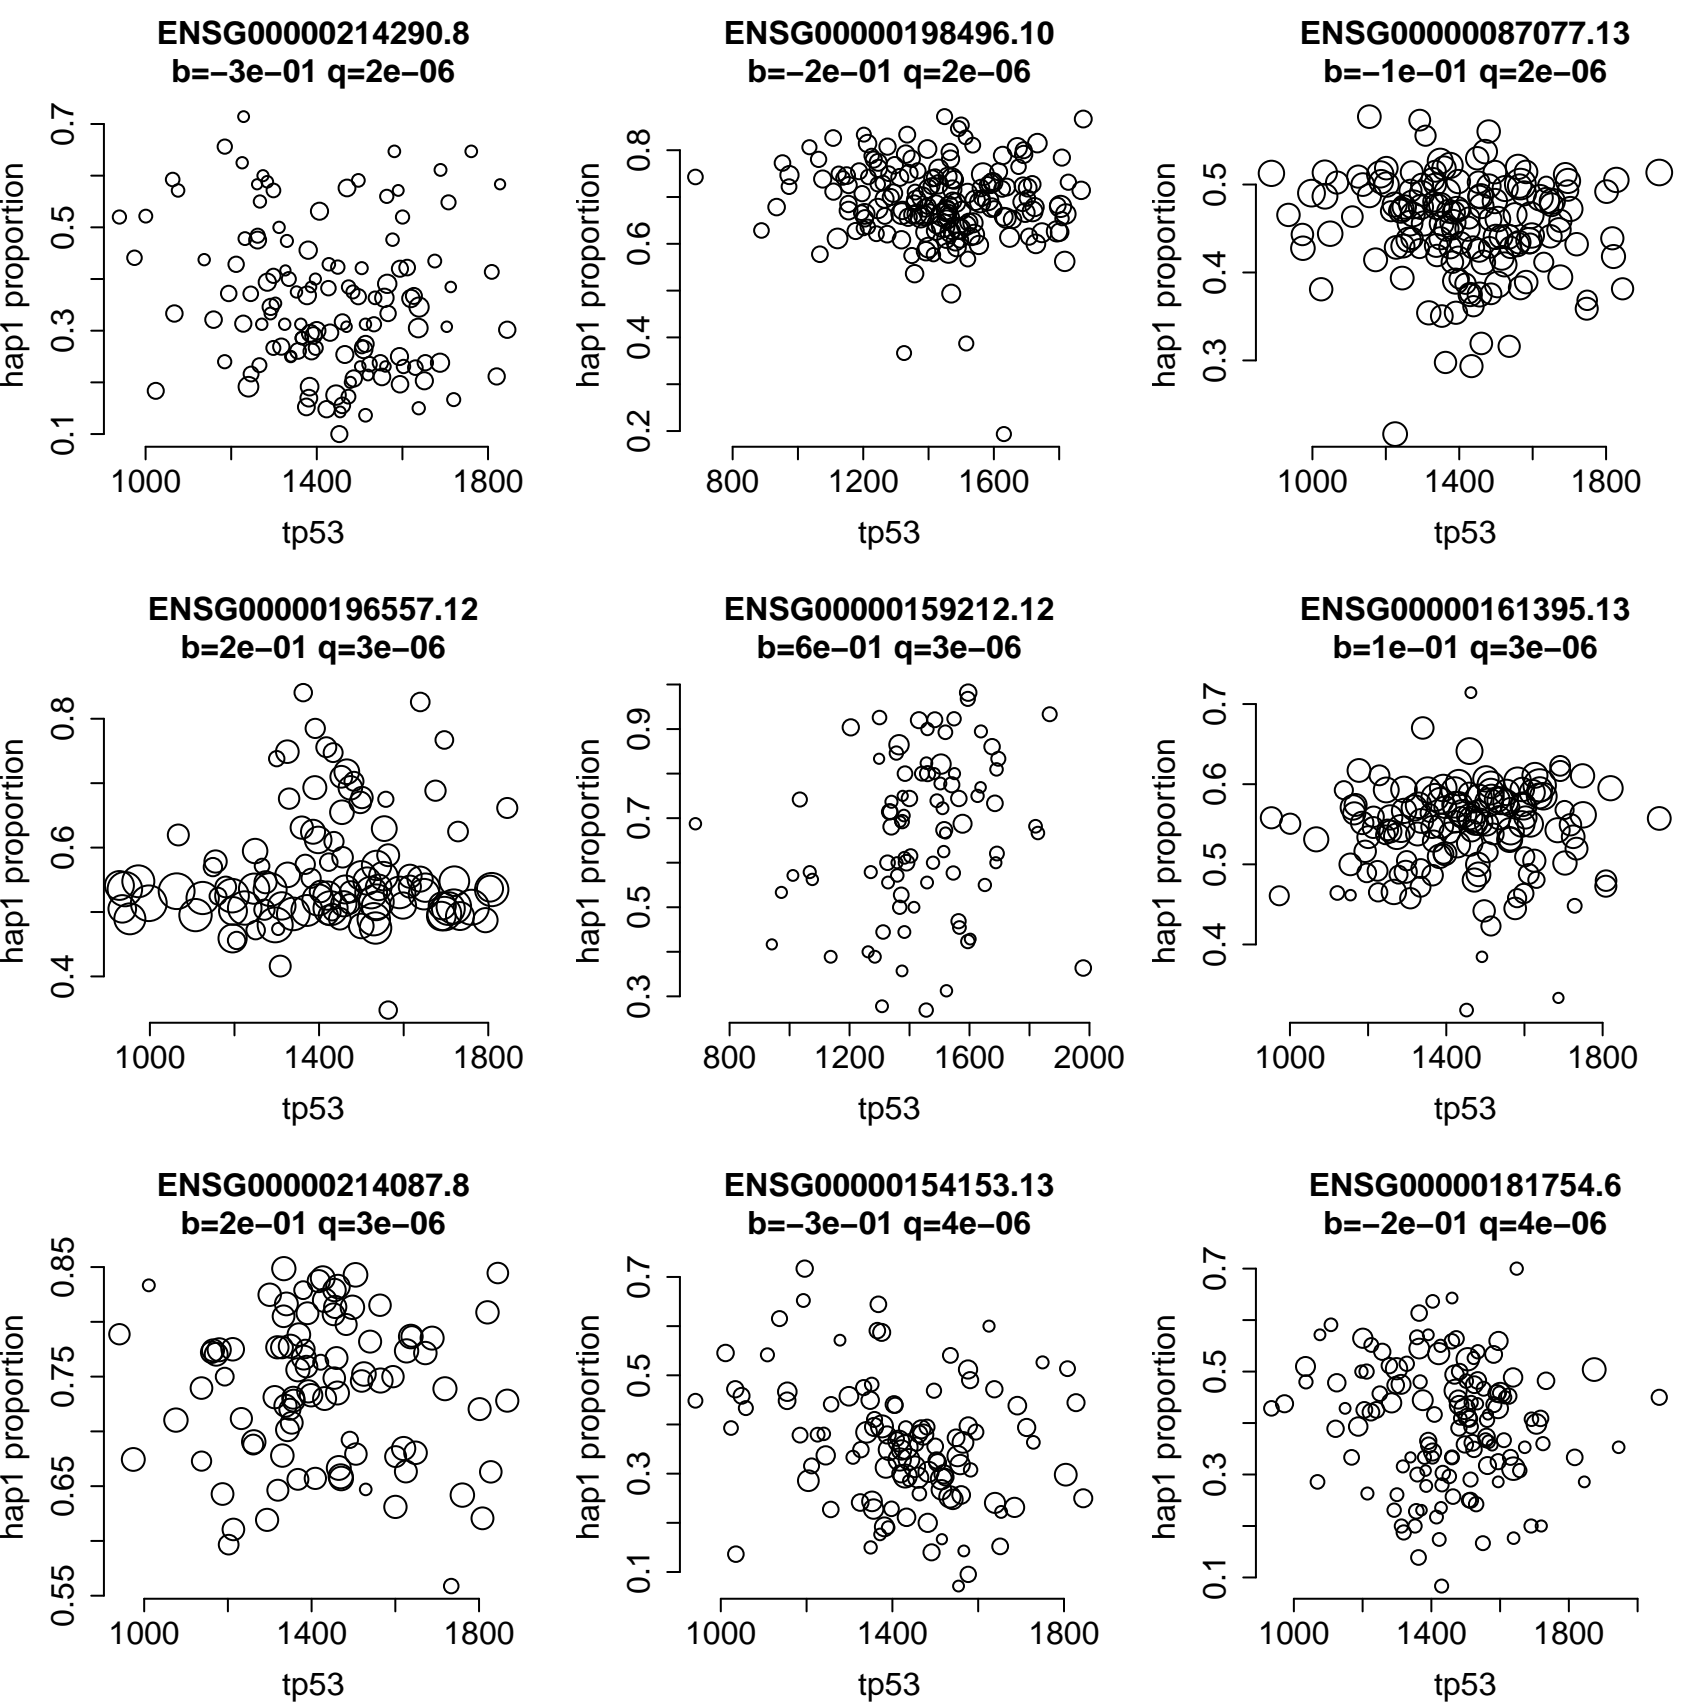 ENSG00000214290.8
b=−3e−01 q=2e−06
hap1 proportion
0.1 0.3 0.5 0.7
1000 1400 1800
tp53
ENSG00000198496.10
b=−2e−01 q=2e−06
hap1 proportion
0.2 0.4 0.6 0.8
800 1200 1600
tp53
ENSG00000087077.13
b=−1e−01 q=2e−06
hap1 proportion
0.3 0.4 0.5
1000 1400 1800
tp53
ENSG00000196557.12
b=2e−01 q=3e−06
hap1 proportion
0.4 0.6 0.8
1000 1400 1800
tp53
ENSG00000159212.12
b=6e−01 q=3e−06
hap1 proportion
0.3 0.5 0.7 0.9
800 1200 1600 2000
tp53
ENSG00000161395.13
b=1e−01 q=3e−06
hap1 proportion
0.4 0.5 0.6 0.7
1000 1400 1800
tp53
ENSG00000214087.8
b=2e−01 q=3e−06
hap1 proportion
0.55 0.65 0.75 0.85
1000 1400 1800
tp53
ENSG00000154153.13
b=−3e−01 q=4e−06
hap1 proportion
0.1 0.3 0.5 0.7
1000 1400 1800
tp53
ENSG00000181754.6
b=−2e−01 q=4e−06
hap1 proportion
0.1 0.3 0.5 0.7
1000 1400 1800
tp53